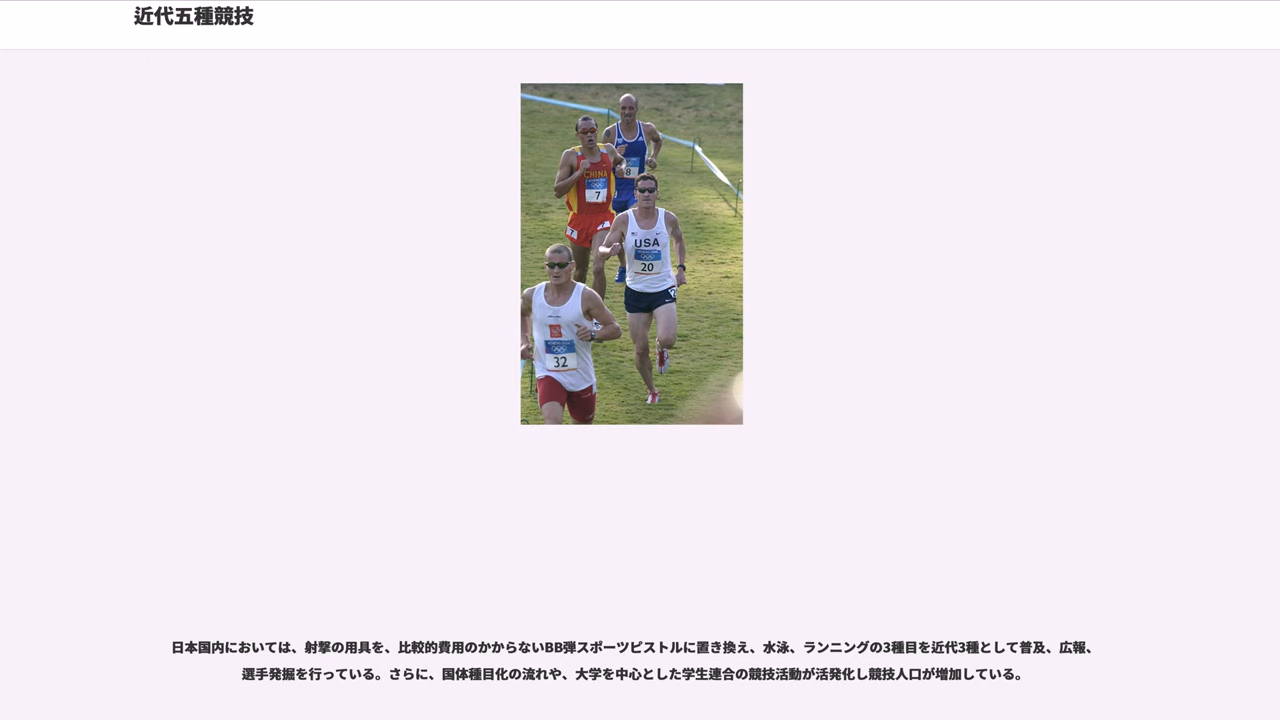 近代五種競技
8
CHINA
7
7
USA
20
32
日本国内においては、射撃の用具を、比較的費用のかからないBB弾スポーツピストルに置き換え、水泳、ランニングの3種目を近代3種として普及、広報、
選手発掘を行っている。さらに、国体種目化の流れや、大学を中心とした学生連合の競技活動が活発化し競技人口が増加している。